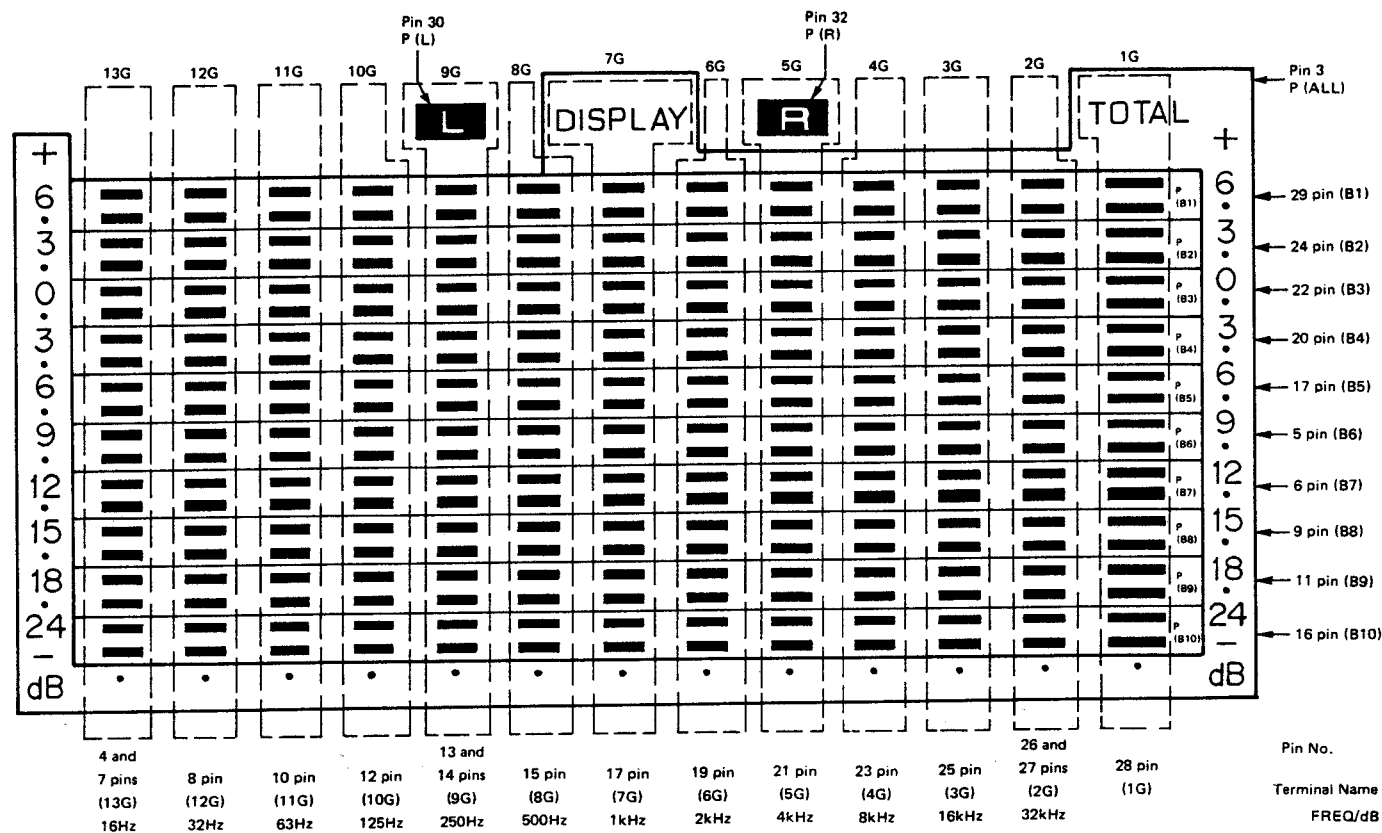 Pin 30
P (L)
Pin 32
P (R)
13G 12G 11G 10G 9G 8G 7G 6G 5G 4G 3G 2G 1G
Pin 3
P (ALL)
L DISPLAY R TOTAL
+ +
6 P (B1) 6 29 pin (B1)
3 P (B2) 3 24 pin (B2)
0 P (B3) 0 22 pin (B3)
3 P (B4) 3 20 pin (B4)
6 P (B5) 6 17 pin (B5)
9 P (B6) 9 5 pin (B6)
12 P (B7) 12 6 pin (B7)
15 P (B8) 15 9 pin (B8)
18 P (B9) 18 11 pin (B9)
24 P (B10) 24 16 pin (B10)
− −
dB dB
4 and 13 and 26 and Pin No.
7 pins 8 pin 10 pin 12 pin 14 pins 15 pin 17 pin 19 pin 21 pin 23 pin 25 pin 27 pins 28 pin
(13G) (12G) (11G) (10G) (9G) (8G) (7G) (6G) (5G) (4G) (3G) (2G) (1G) Terminal Name
16Hz 32Hz 63Hz 125Hz 250Hz 500Hz 1kHz 2kHz 4kHz 8kHz 16kHz 32kHz FREQ/dB